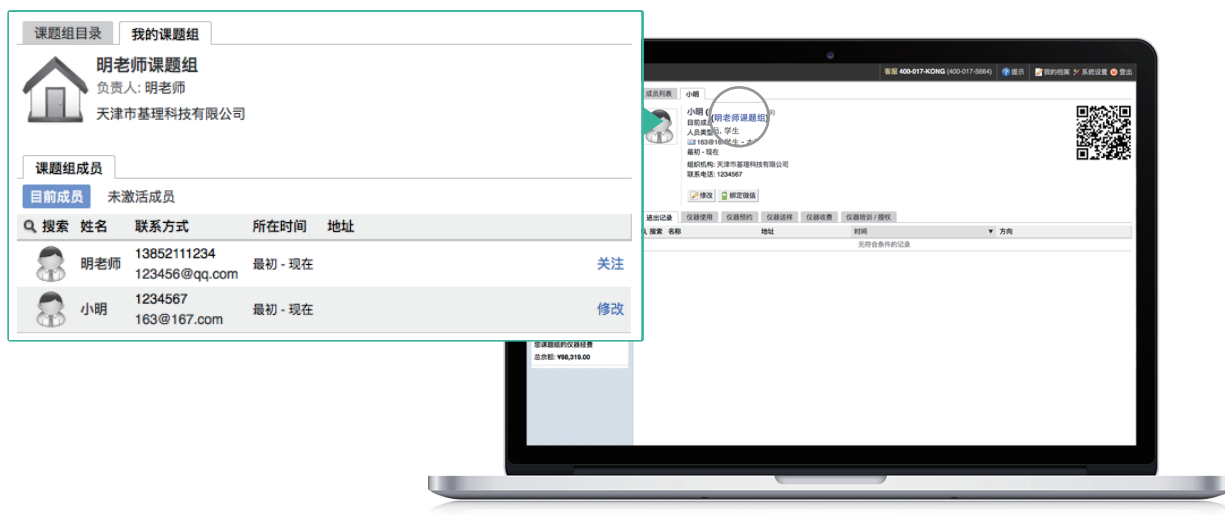 课题组目录 我的课题组
明老师课题组
负责人: 明老师
天津市基理科技有限公司
课题组成员
目前成员 未激活成员
搜索 姓名 联系方式 所在时间 地址
明老师 13852111234 最初 - 现在 关注
123456@qq.com
小明 1234567 最初 - 现在 修改
163@167.com
客服 400-017-KONG (400-017-5664) 提示 我的档案 系统设置 登出
成员列表 小明
小明 (明老师课题组)
目前成员, 学生
人员类型
最初 - 现在
组织机构: 天津市基理科技有限公司
联系电话: 1234567
修改 绑定微信
进出记录 仪器使用 仪器预约 仪器送样 仪器收费 仪器培训 / 授权
搜索 名称 地址 时间 方向
无符合条件的记录
您课题组的仪器经费
总余额: ¥98,319.00